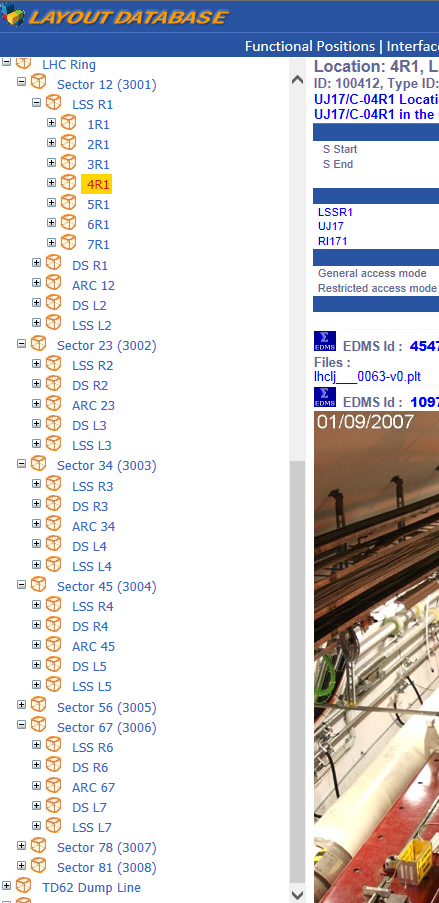 LAYOUT DATABASE
Functional Positions | Interface
LHC Ring
Sector 12 (3001)
LSS R1
1R1
2R1
3R1
4R1
5R1
6R1
7R1
DS R1
ARC 12
DS L2
LSS L2
Sector 23 (3002)
LSS R2
DS R2
ARC 23
DS L3
LSS L3
Sector 34 (3003)
LSS R3
DS R3
ARC 34
DS L4
LSS L4
Sector 45 (3004)
LSS R4
DS R4
ARC 45
DS L5
LSS L5
Sector 56 (3005)
Sector 67 (3006)
LSS R6
DS R6
ARC 67
DS L7
LSS L7
Sector 78 (3007)
Sector 81 (3008)
TD62 Dump Line
Location: 4R1, L
ID: 100412, Type ID:
UJ17/C-04R1 Locati
UJ17/C-04R1 in the
S Start
S End
LSSR1
UJ17
RI171
General access mode
Restricted access mode
Σ EDMS EDMS Id : 4547
Files :
lhclj___0063-v0.plt
Σ EDMS EDMS Id : 1097
01/09/2007